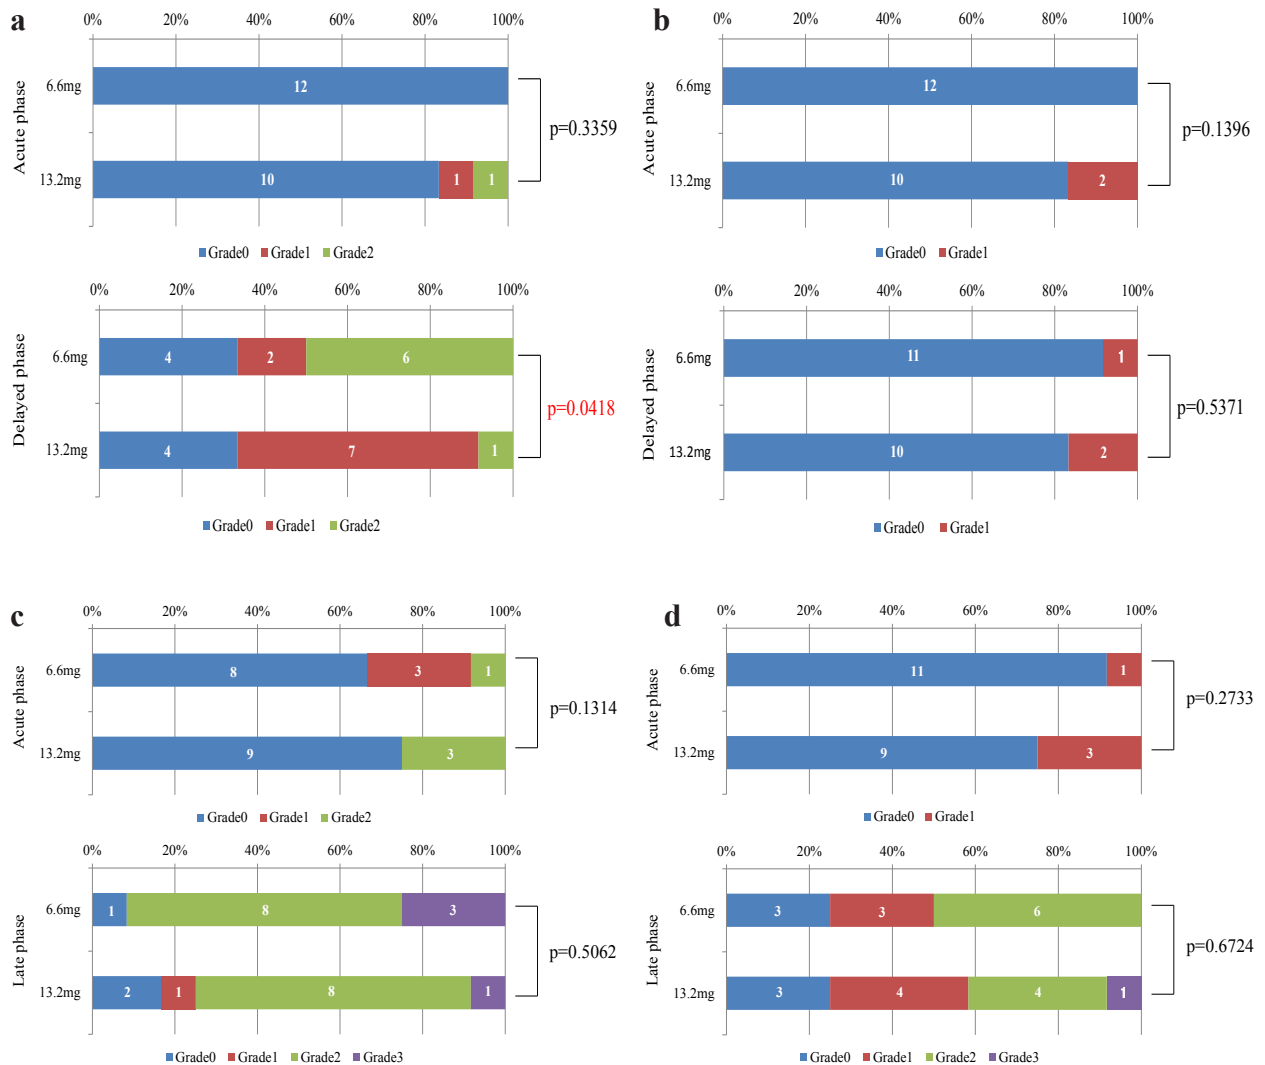 a
0% 20% 40% 60% 80% 100%
Acute phase
6.6mg
12
13.2mg
10 1 1
p=0.3359
Grade0 Grade1 Grade2
0% 20% 40% 60% 80% 100%
Delayed phase
6.6mg
4 2 6
13.2mg
4 7 1
p=0.0418
Grade0 Grade1 Grade2
b
0% 20% 40% 60% 80% 100%
Acute phase
6.6mg
12
13.2mg
10 2
p=0.1396
Grade0 Grade1
0% 20% 40% 60% 80% 100%
Delayed phase
6.6mg
11 1
13.2mg
10 2
p=0.5371
Grade0 Grade1
c
0% 20% 40% 60% 80% 100%
Acute phase
6.6mg
8 3 1
13.2mg
9 3
p=0.1314
Grade0 Grade1 Grade2
0% 20% 40% 60% 80% 100%
Late phase
6.6mg
1 8 3
13.2mg
2 1 8 1
p=0.5062
Grade0 Grade1 Grade2 Grade3
d
0% 20% 40% 60% 80% 100%
Acute phase
6.6mg
11 1
13.2mg
9 3
p=0.2733
Grade0 Grade1
0% 20% 40% 60% 80% 100%
Late phase
6.6mg
3 3 6
13.2mg
3 4 4 1
p=0.6724
Grade0 Grade1 Grade2 Grade3